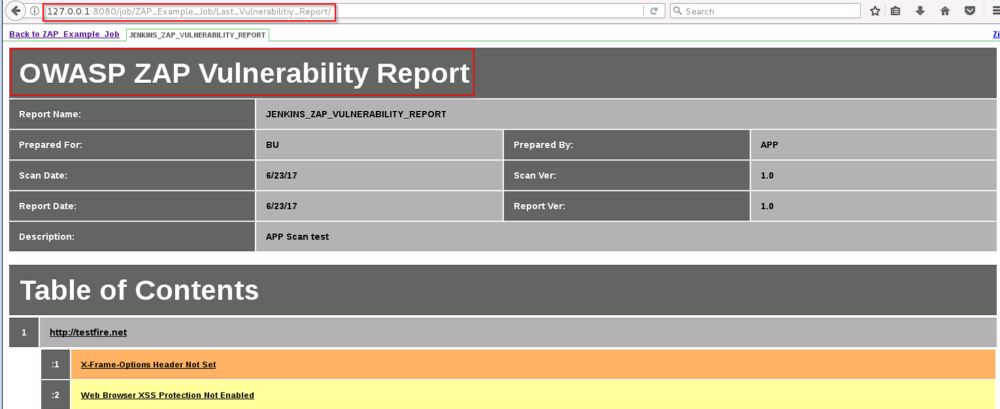 127.0.0.1:8080/job/ZAP_Example_Job/Last_Vulnerabilitiy_Report/ Search
Back to ZAP_Example_Job JENKINS_ZAP_VULNERABILITY_REPORT Zi
OWASP ZAP Vulnerability Report
Report Name: JENKINS_ZAP_VULNERABILITY_REPORT
Prepared For: BU Prepared By: APP
Scan Date: 6/23/17 Scan Ver: 1.0
Report Date: 6/23/17 Report Ver: 1.0
Description: APP Scan test
Table of Contents
1 http://testfire.net
:1 X-Frame-Options Header Not Set
:2 Web Browser XSS Protection Not Enabled